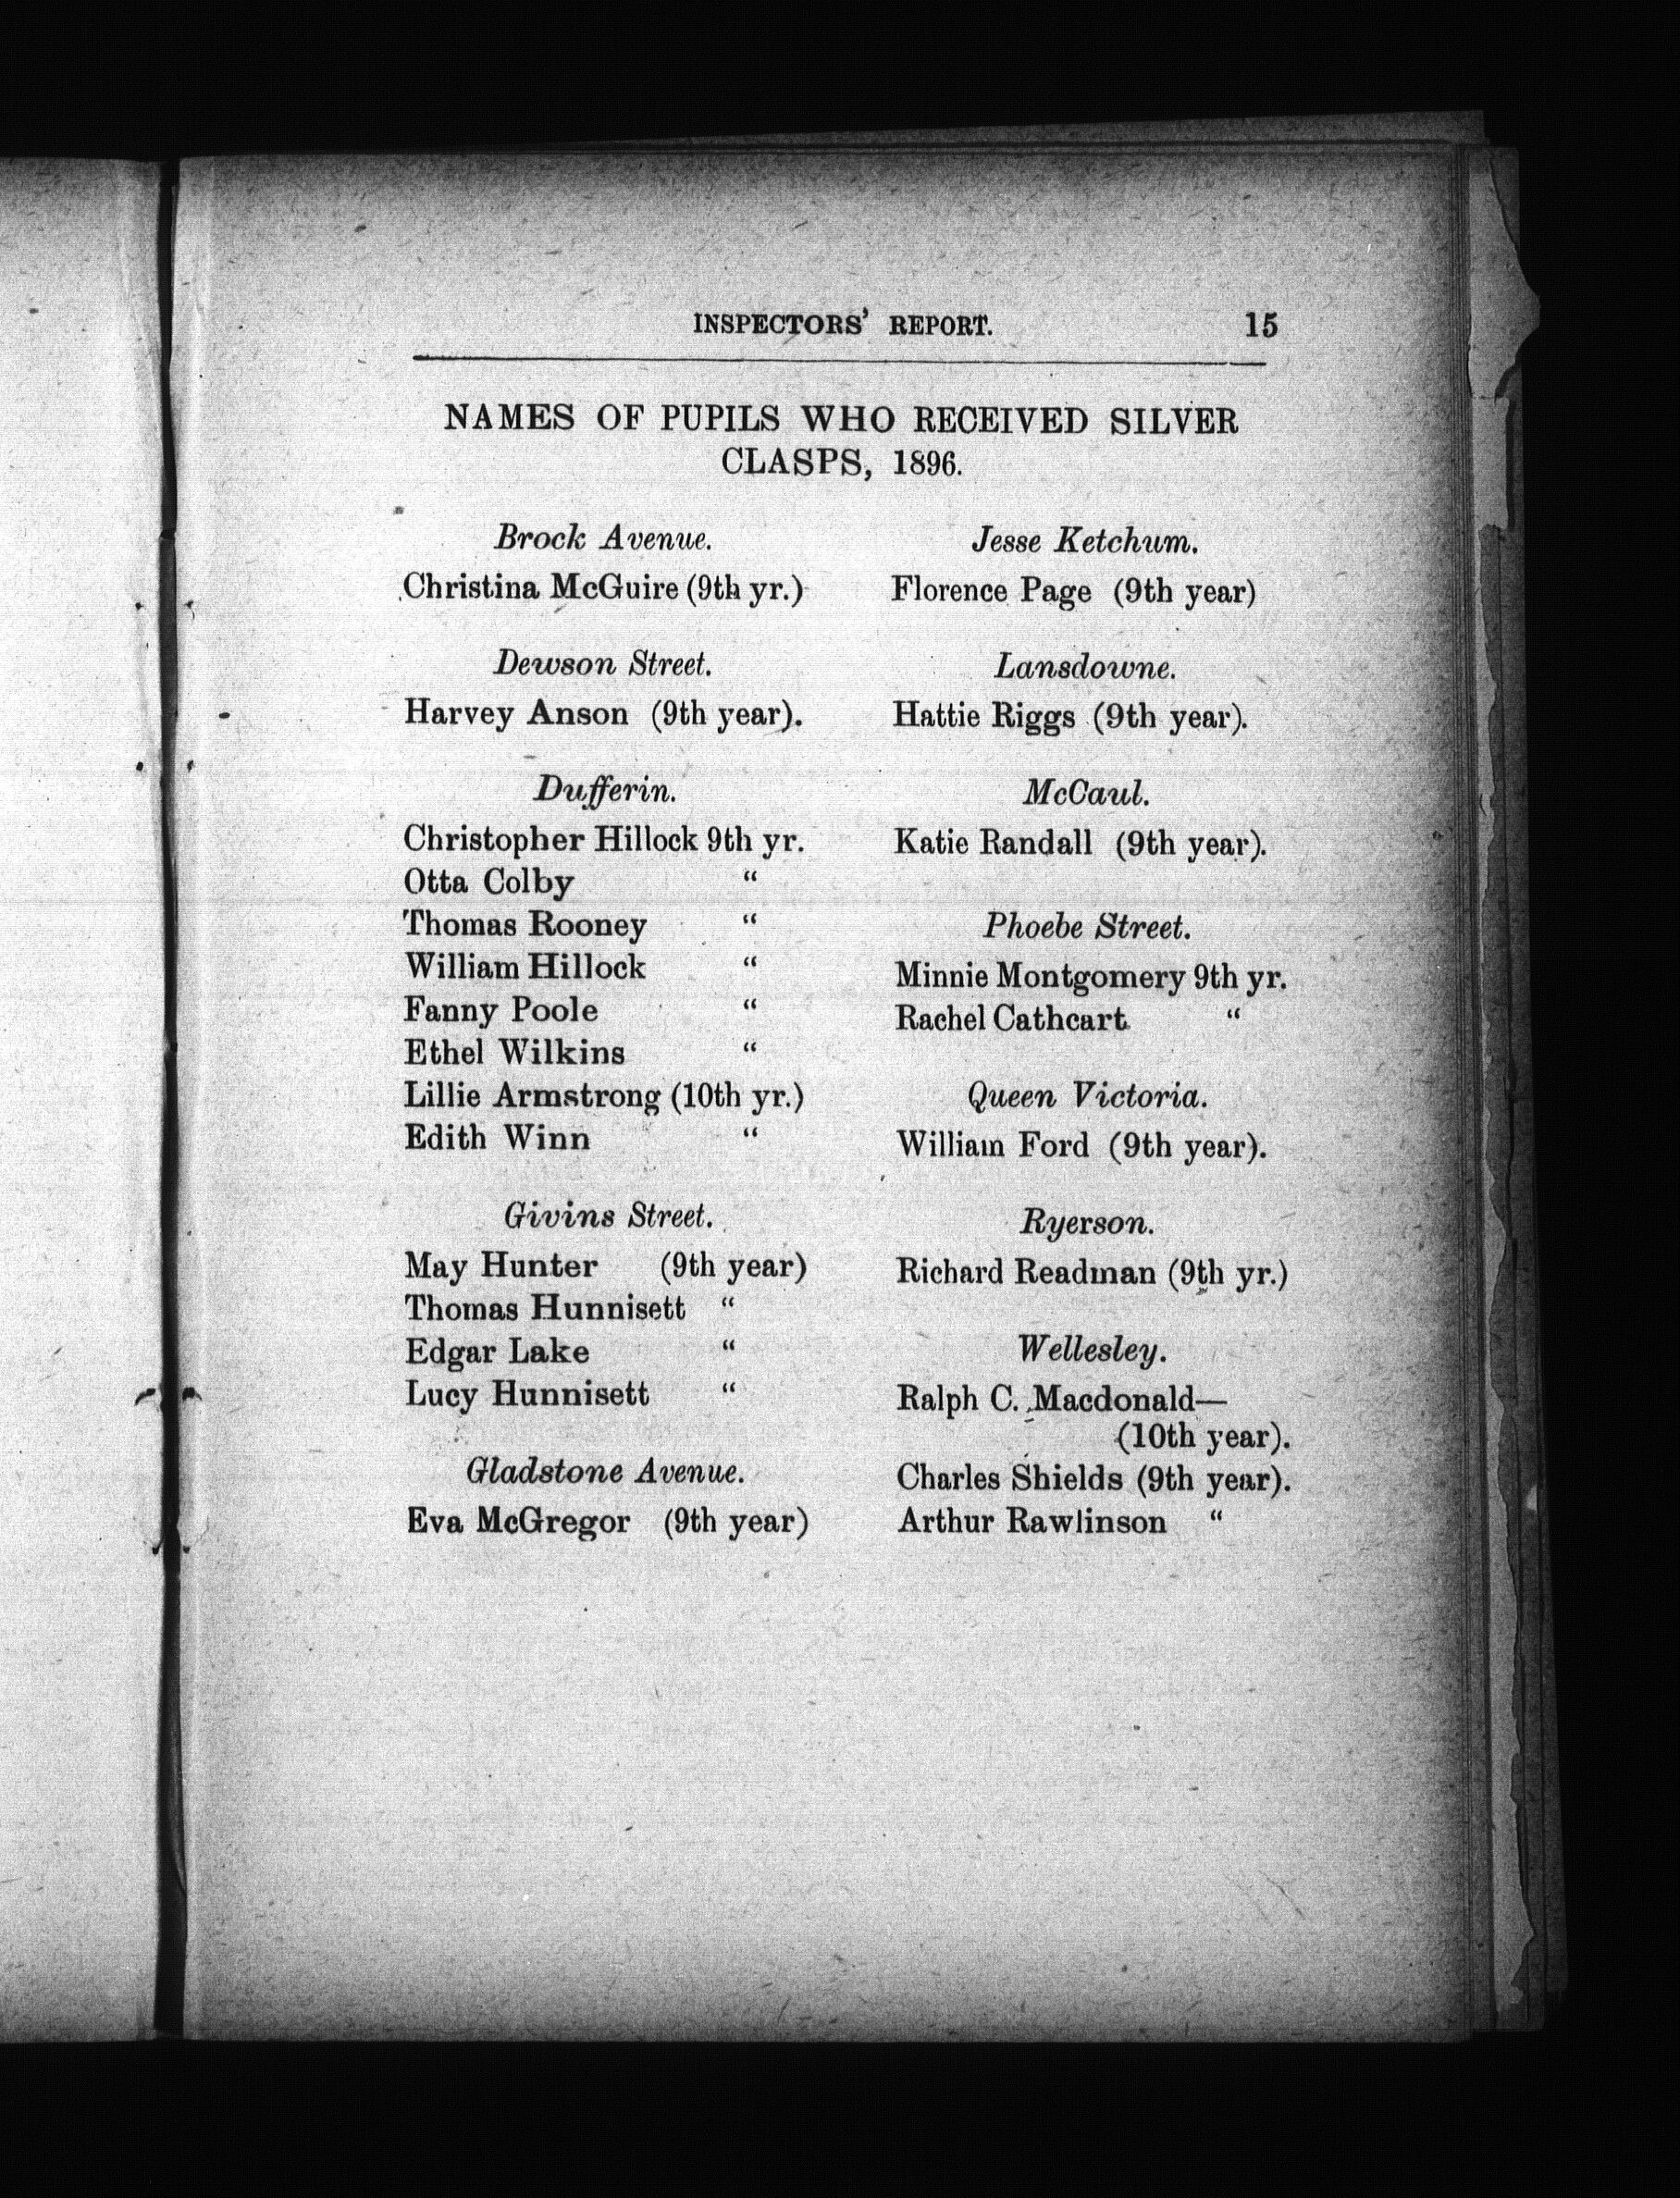 INSPECTORS' REPORT. 15
NAMES OF PUPILS WHO RECEIVED SILVER
CLASPS, 1896.
Brock Avenue.
Christina McGuire (9th yr.)
Dewson Street.
Harvey Anson (9th year).
Dufferin.
Christopher Hillock 9th yr.
Otta Colby “
Thomas Rooney “
William Hillock “
Fanny Poole “
Ethel Wilkins “
Lillie Armstrong (10th yr.)
Edith Winn “
Givins Street.
May Hunter (9th year)
Thomas Hunnisett “
Edgar Lake “
Lucy Hunnisett “
Gladstone Avenue.
Eva McGregor (9th year)
Jesse Ketchum.
Florence Page (9th year)
Lansdowne.
Hattie Riggs (9th year).
McCaul.
Katie Randall (9th year).
Phoebe Street.
Minnie Montgomery 9th yr.
Rachel Cathcart “
Queen Victoria.
William Ford (9th year).
Ryerson.
Richard Readman (9th yr.)
Wellesley.
Ralph C. Macdonald—
(10th year).
Charles Shields (9th year).
Arthur Rawlinson “